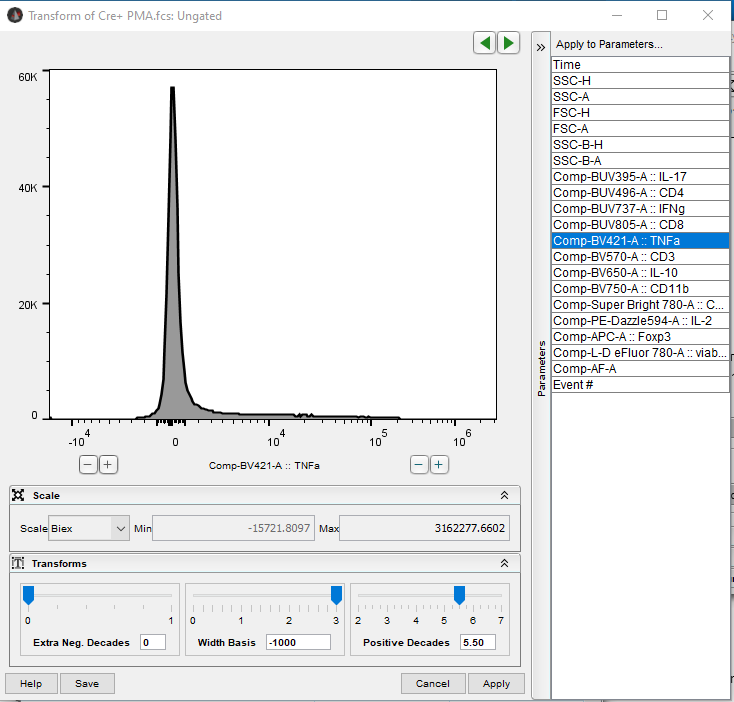 Transform of Cre+ PMA.fcs: Ungated
60K
40K
20K
0
-10 4
0
10 4
10 5
10 6
Comp-BV421-A :: TNFa
Scale
Scale Biex Min -15721.8097 Max 3162277.6602
Transforms
0 1
Extra Neg. Decades 0
0 1 2 3
Width Basis -1000
2 3 4 5 6 7
Positive Decades 5.50
Help Save Cancel Apply
Parameters
Apply to Parameters...
Time
SSC-H
SSC-A
FSC-H
FSC-A
SSC-B-H
SSC-B-A
Comp-BUV395-A :: IL-17
Comp-BUV496-A :: CD4
Comp-BUV737-A :: IFNg
Comp-BUV805-A :: CD8
Comp-BV421-A :: TNFa
Comp-BV570-A :: CD3
Comp-BV650-A :: IL-10
Comp-BV750-A :: CD11b
Comp-Super Bright 780-A :: C...
Comp-PE-Dazzle594-A :: IL-2
Comp-APC-A :: Foxp3
Comp-L-D eFluor 780-A :: viab...
Comp-AF-A
Event #